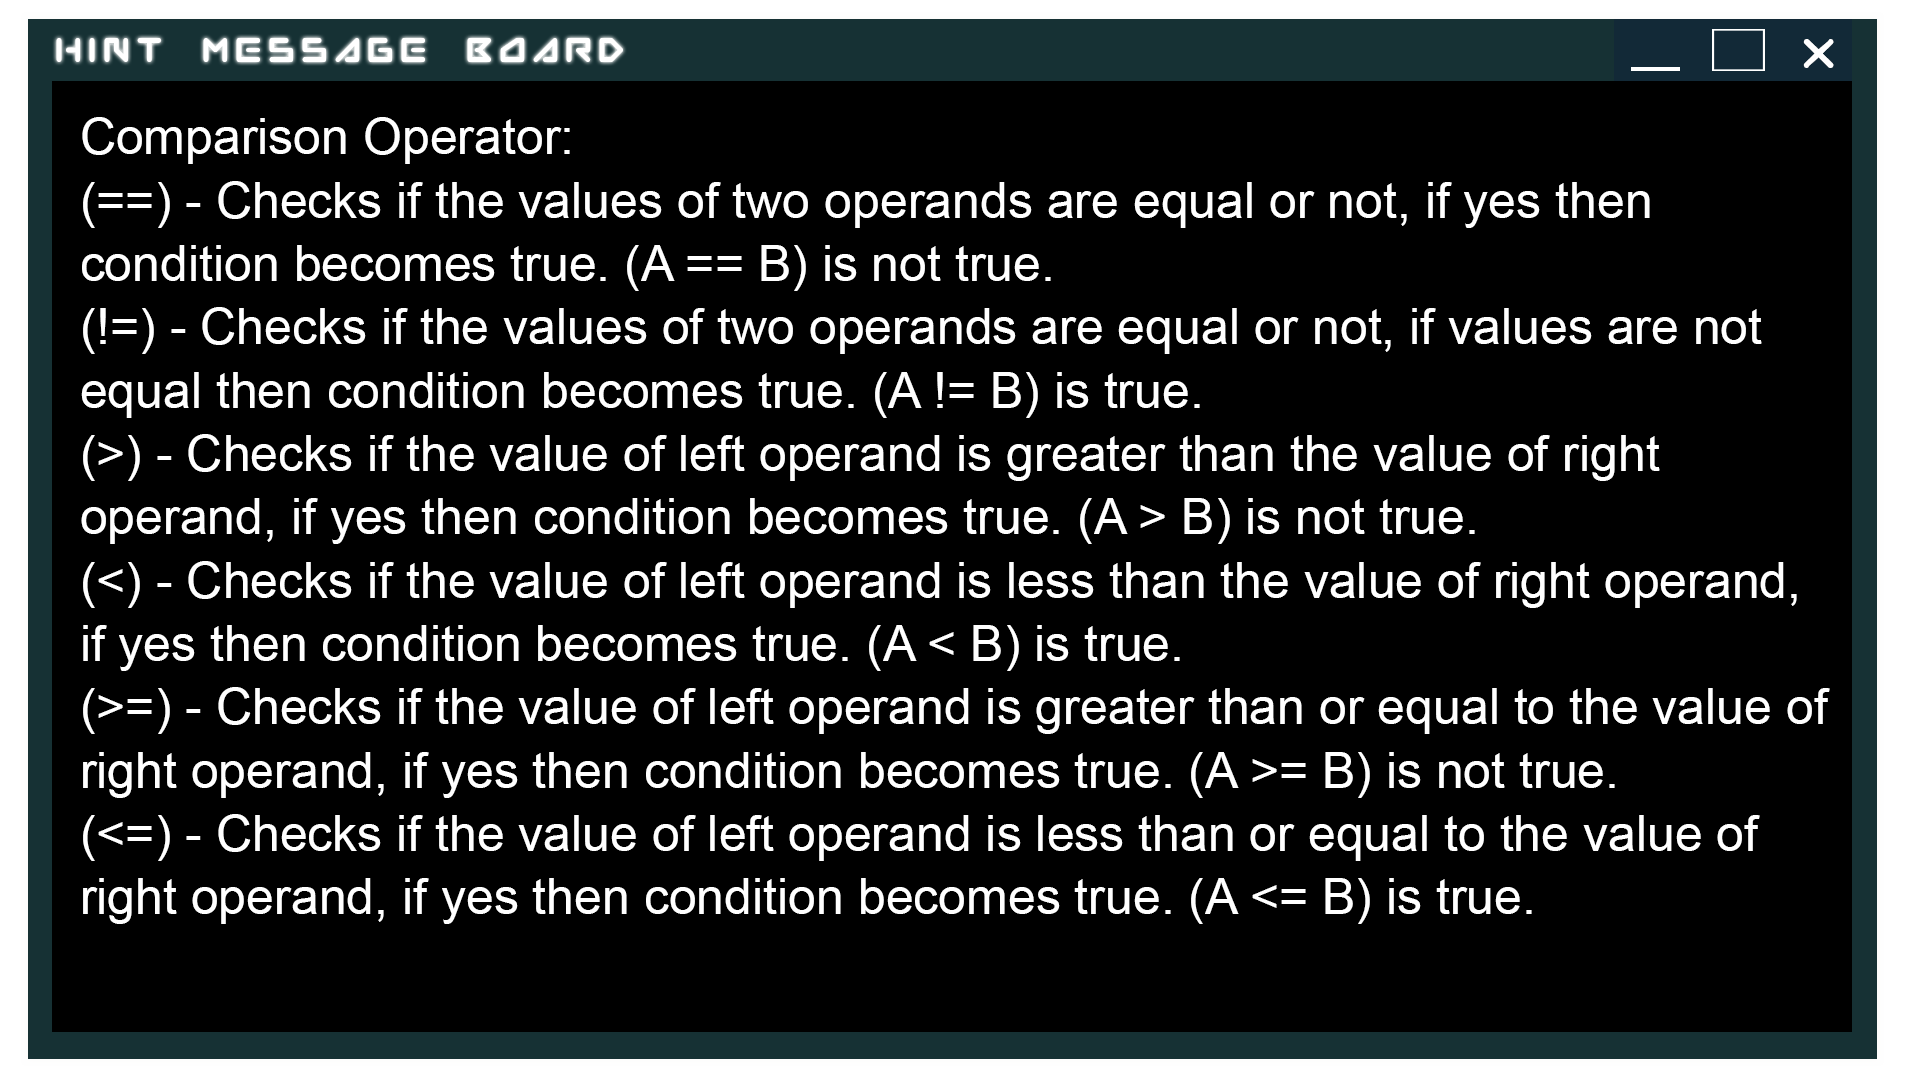 HINT MESSAGE BOARD
Comparison Operator:
(==) - Checks if the values of two operands are equal or not, if yes then
condition becomes true. (A == B) is not true.
(!=) - Checks if the values of two operands are equal or not, if values are not
equal then condition becomes true. (A != B) is true.
(>) - Checks if the value of left operand is greater than the value of right
operand, if yes then condition becomes true. (A > B) is not true.
(<) - Checks if the value of left operand is less than the value of right operand,
if yes then condition becomes true. (A < B) is true.
(>=) - Checks if the value of left operand is greater than or equal to the value of
right operand, if yes then condition becomes true. (A >= B) is not true.
(<=) - Checks if the value of left operand is less than or equal to the value of
right operand, if yes then condition becomes true. (A <= B) is true.